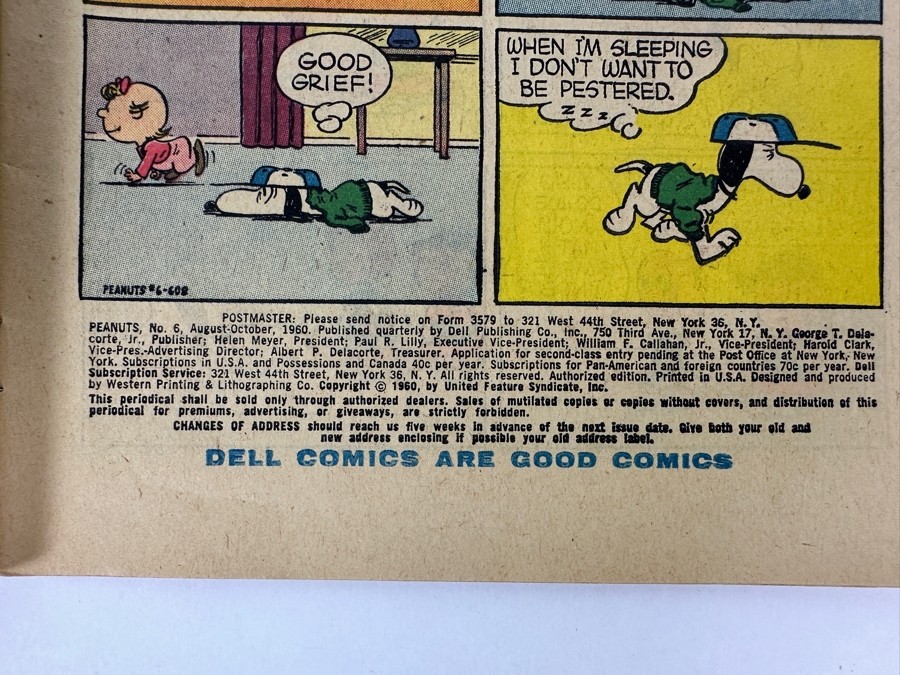 GOOD
GRIEF!
WHEN I'M SLEEPING
I DON'T WANT TO
BE PESTERED.
Z Z Z Z
PEANUTS #6-608
POSTMASTER: Please send notice on Form 3579 to 321 West 44th Street, New York 36, N. Y.
PEANUTS, No. 6, August-October, 1960. Published quarterly by Dell Publishing Co., Inc., 750 Third Ave., New York 17, N. Y. George T. Dela-
corte, Jr., Publisher; Helen Meyer, President; Paul R. Lilly, Executive Vice-President; William F. Callahan, Jr., Vice-President; Harold Clark,
Vice-Pres.-Advertising Director; Albert P. Delacorte, Treasurer. Application for second-class entry pending at the Post Office at New York, New
York. Subscriptions in U.S.A. and Possessions and Canada 40c per year. Subscriptions for Pan-American and foreign countries 70c per year. Dell
Subscription Service: 321 West 44th Street, New York 36, N. Y. All rights reserved. Authorized edition. Printed in U.S.A. Designed and produced
by Western Printing & Lithographing Co. Copyright © 1960, by United Feature Syndicate, Inc.
This periodical shall be sold only through authorized dealers. Sales of mutilated copies or copies without covers, and distribution of this
periodical for premiums, advertising, or giveaways, are strictly forbidden.
CHANGES OF ADDRESS should reach us five weeks in advance of the next issue date. Give both your old and
new address enclosing if possible your old address label.
DELL COMICS ARE GOOD COMICS